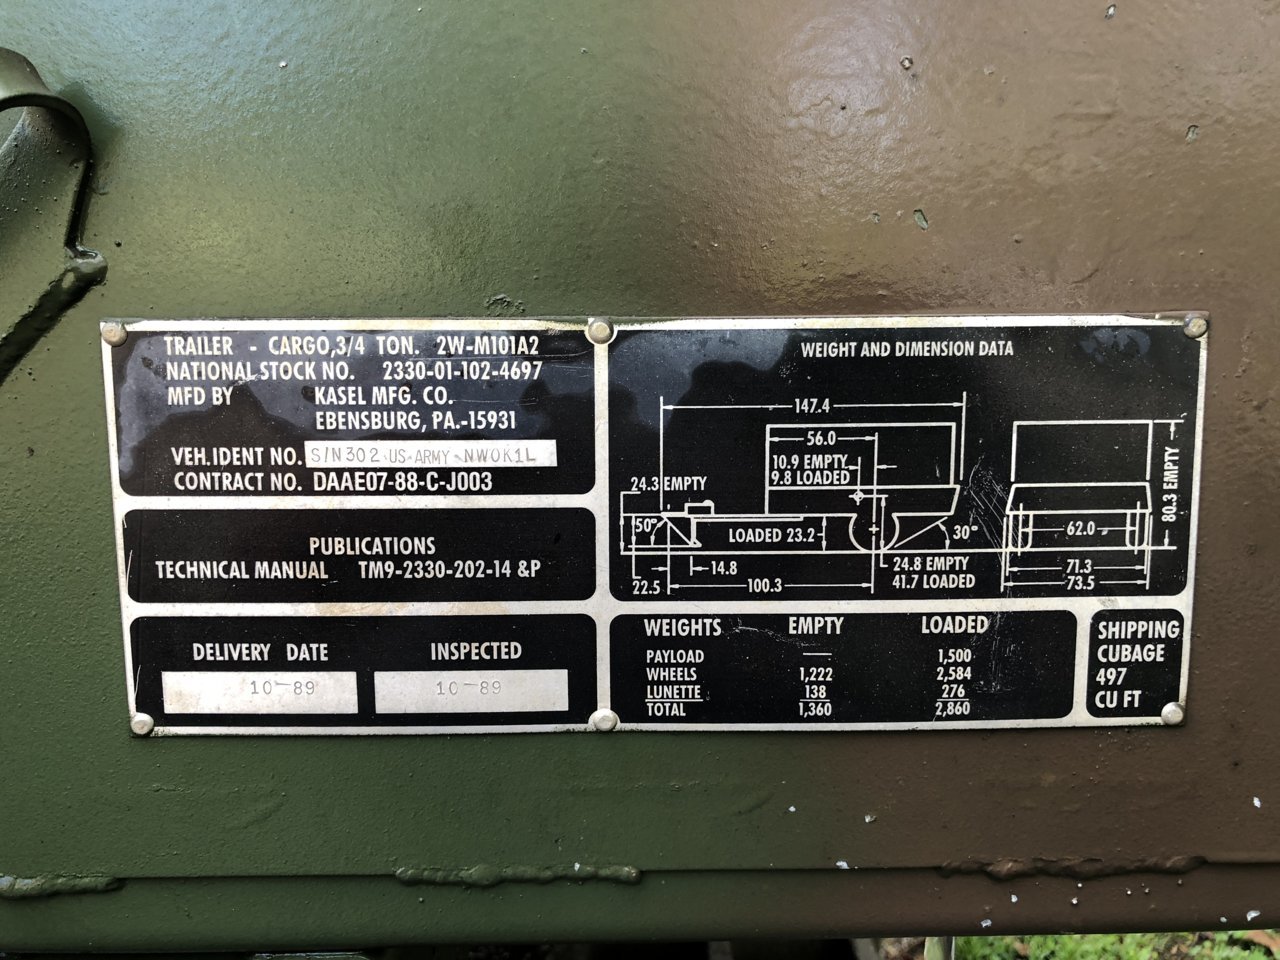 TRAILER - CARGO,3/4 TON. 2W-M101A2
NATIONAL STOCK NO. 2330-01-102-4697
MFD BY KASEL MFG. CO.
EBENSBURG, PA.-15931
VEH. IDENT NO. S/N302 US ARMY NW0K1L
CONTRACT NO. DAAE07-88-C-J003
PUBLICATIONS
TECHNICAL MANUAL TM9-2330-202-14 &P
DELIVERY DATE INSPECTED
10-89 10-89
WEIGHT AND DIMENSION DATA
147.4
56.0
10.9 EMPTY
9.8 LOADED
24.3 EMPTY
50°
LOADED 23.2
30°
14.8
22.5
100.3
24.8 EMPTY
41.7 LOADED
80.3 EMPTY
62.0
71.3
73.5
WEIGHTS EMPTY LOADED
PAYLOAD — 1,500
WHEELS 1,222 2,584
LUNETTE 138 276
TOTAL 1,360 2,860
SHIPPING
CUBAGE
497
CU FT